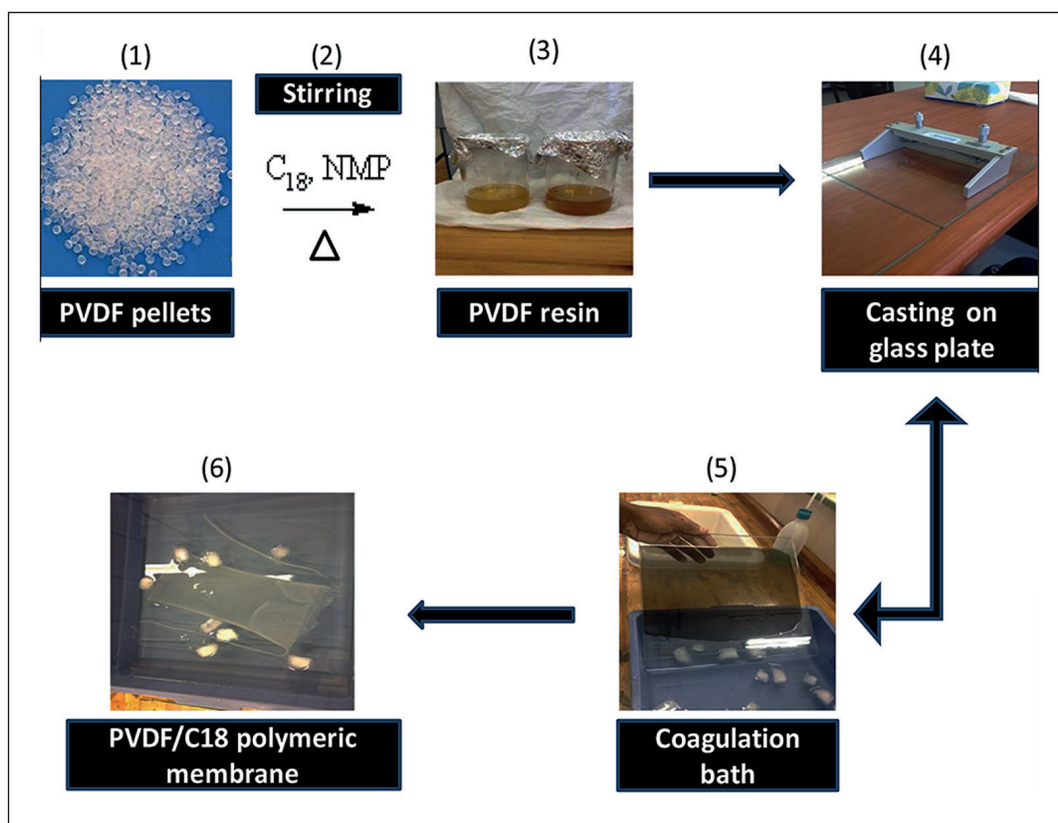 (1)
(2)
(3)
(4)
Stirring
C18, NMP
Δ
PVDF pellets
PVDF resin
Casting on
glass plate
(6)
(5)
PVDF/C18 polymeric
membrane
Coagulation
bath